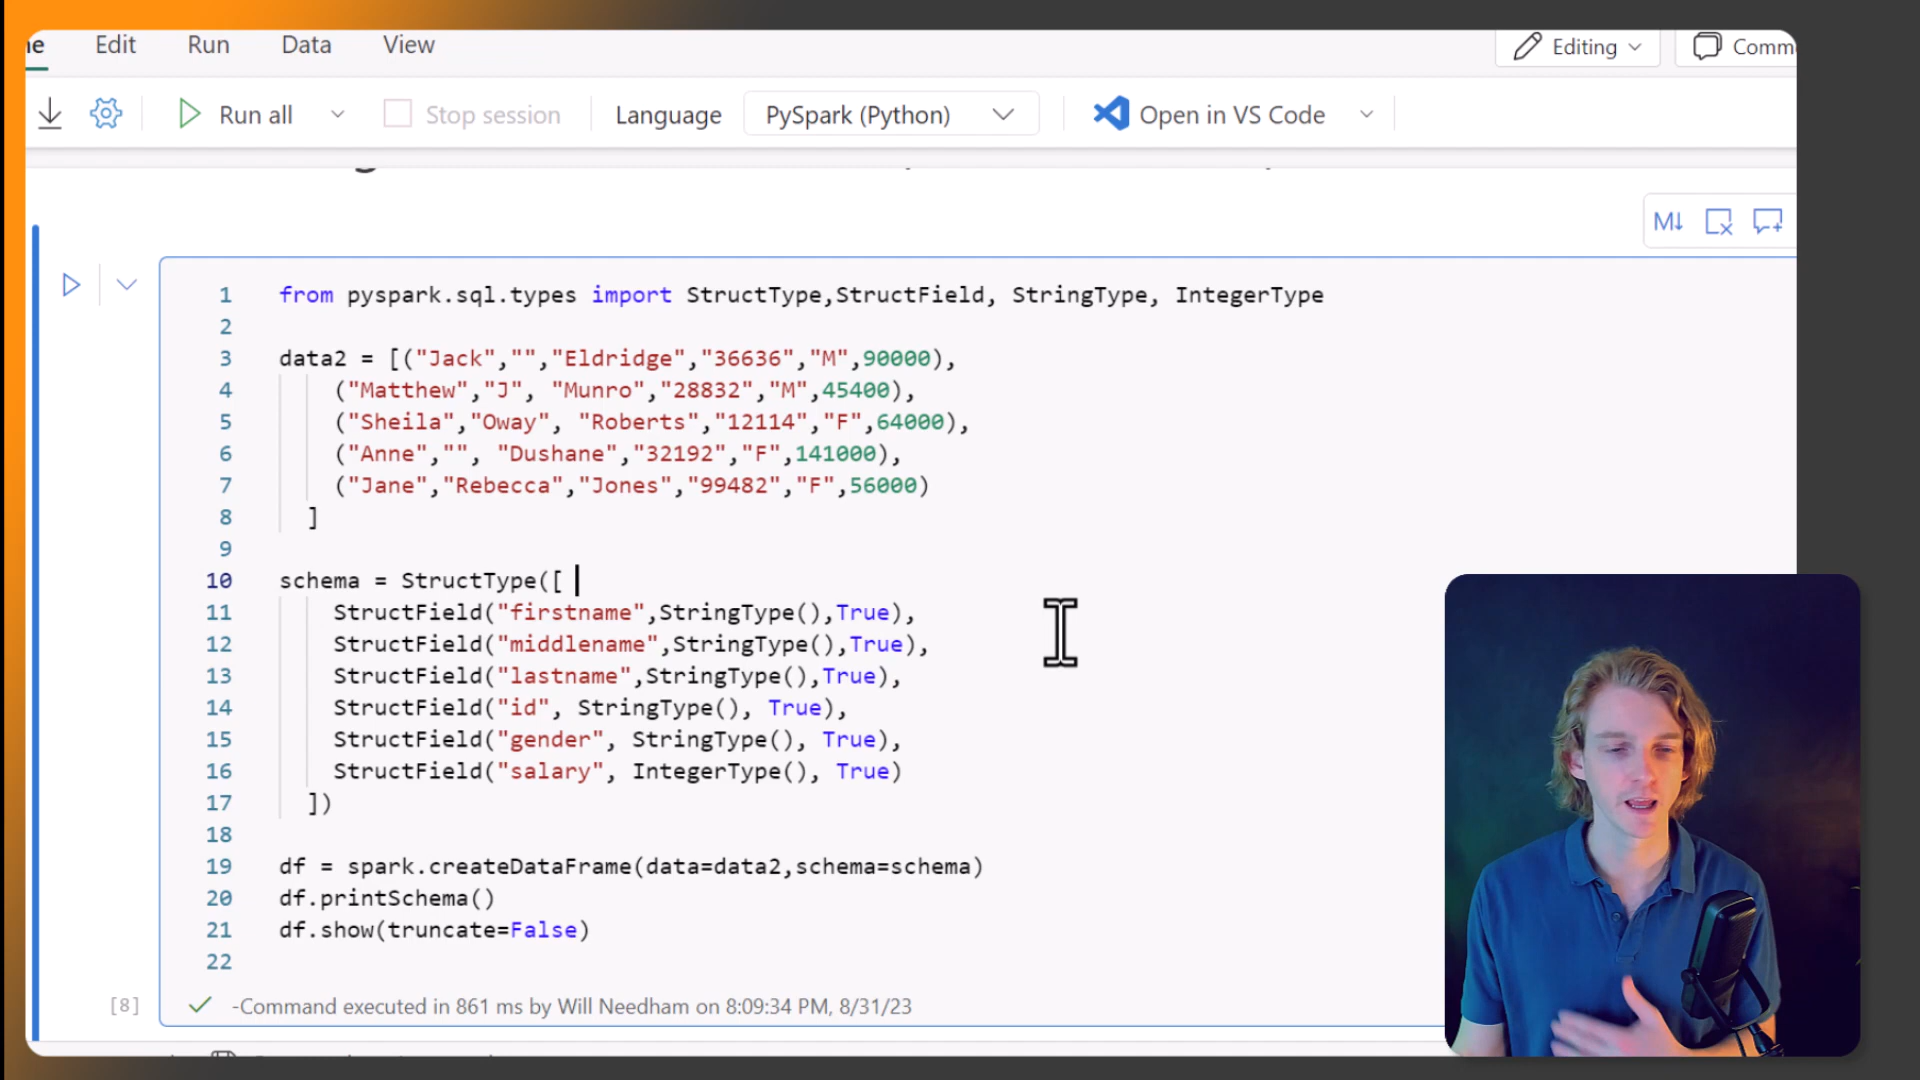 Edit Run Data View Editing
Run all Stop session Language PySpark (Python) Open in VS Code
M↓
1 from pyspark.sql.types import StructType,StructField, StringType, IntegerType
2
3 data2 = [("Jack","","Eldridge","36636","M",90000),
4 ("Matthew","J", "Munro","28832","M",45400),
5 ("Sheila","Oway", "Roberts","12114","F",64000),
6 ("Anne","", "Dushane","32192","F",141000),
7 ("Jane","Rebecca","Jones","99482","F",56000)
8 ]
9
10 schema = StructType([
11 StructField("firstname",StringType(),True),
12 StructField("middlename",StringType(),True),
13 StructField("lastname",StringType(),True),
14 StructField("id", StringType(), True),
15 StructField("gender", StringType(), True),
16 StructField("salary", IntegerType(), True)
17 ])
18
19 df = spark.createDataFrame(data=data2,schema=schema)
20 df.printSchema()
21 df.show(truncate=False)
22
[8] -Command executed in 861 ms by Will Needham on 8:09:34 PM, 8/31/23